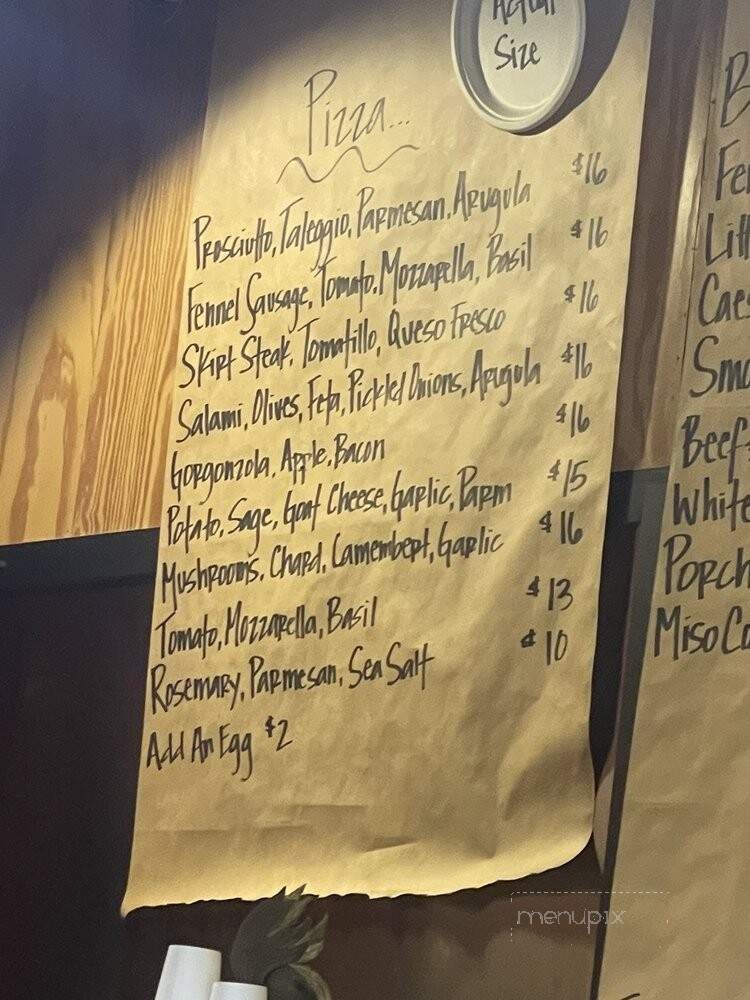 Actual
Size
Pizza...
Prosciutto, Taleggio, Parmesan, Arugula $16
Fennel Sausage, Tomato, Mozzarella, Basil $16
Skirt Steak, Tomatillo, Queso Fresco $16
Salami, Olives, Feta, Pickled Onions, Arugula $16
Gorgonzola, Apple, Bacon $16
Potato, Sage, Goat Cheese, Garlic, Parm $15
Mushrooms, Chard, Camembert, Garlic $16
Tomato, Mozzarella, Basil $13
Rosemary, Parmesan, Sea Salt $10
Add An Egg $2
Beef
White
Miso
menupix